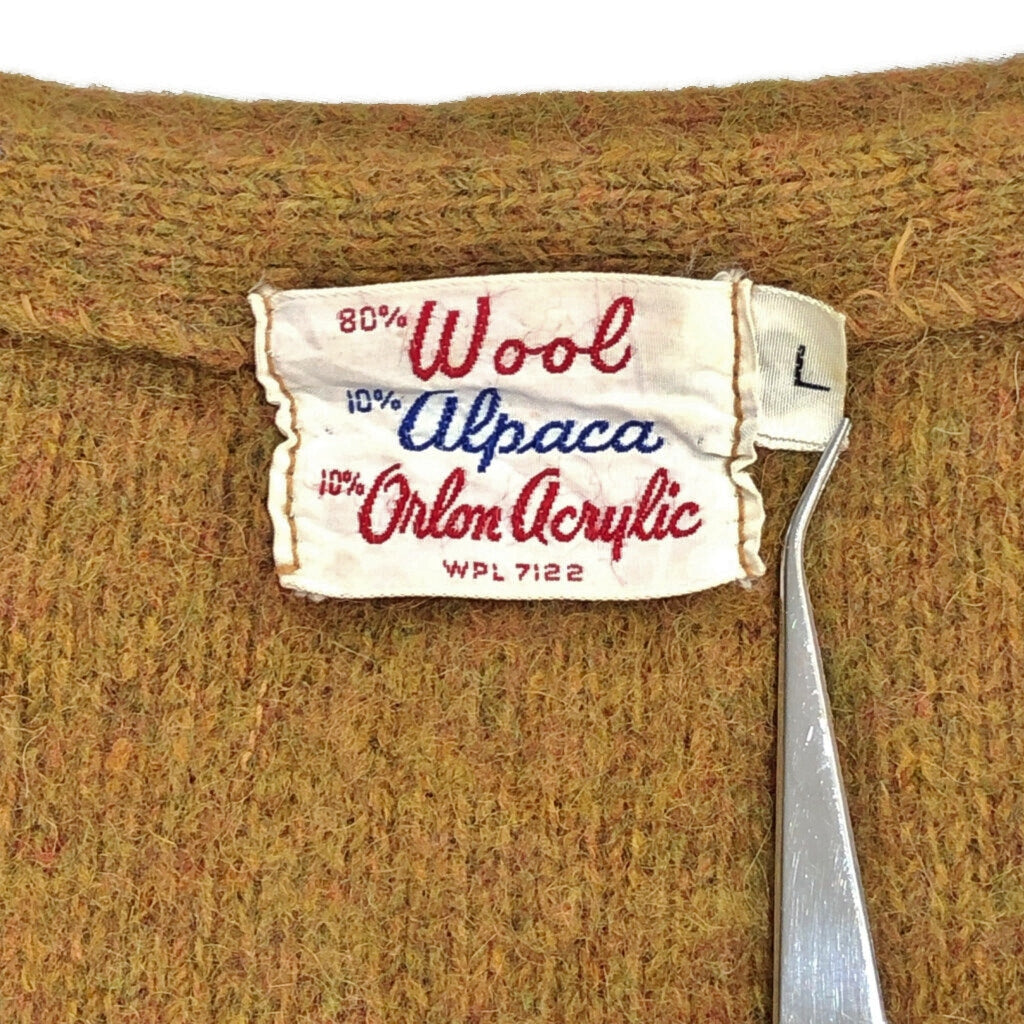 80% Wool
10% Alpaca
10% Orlon Acrylic
WPL 7122
L